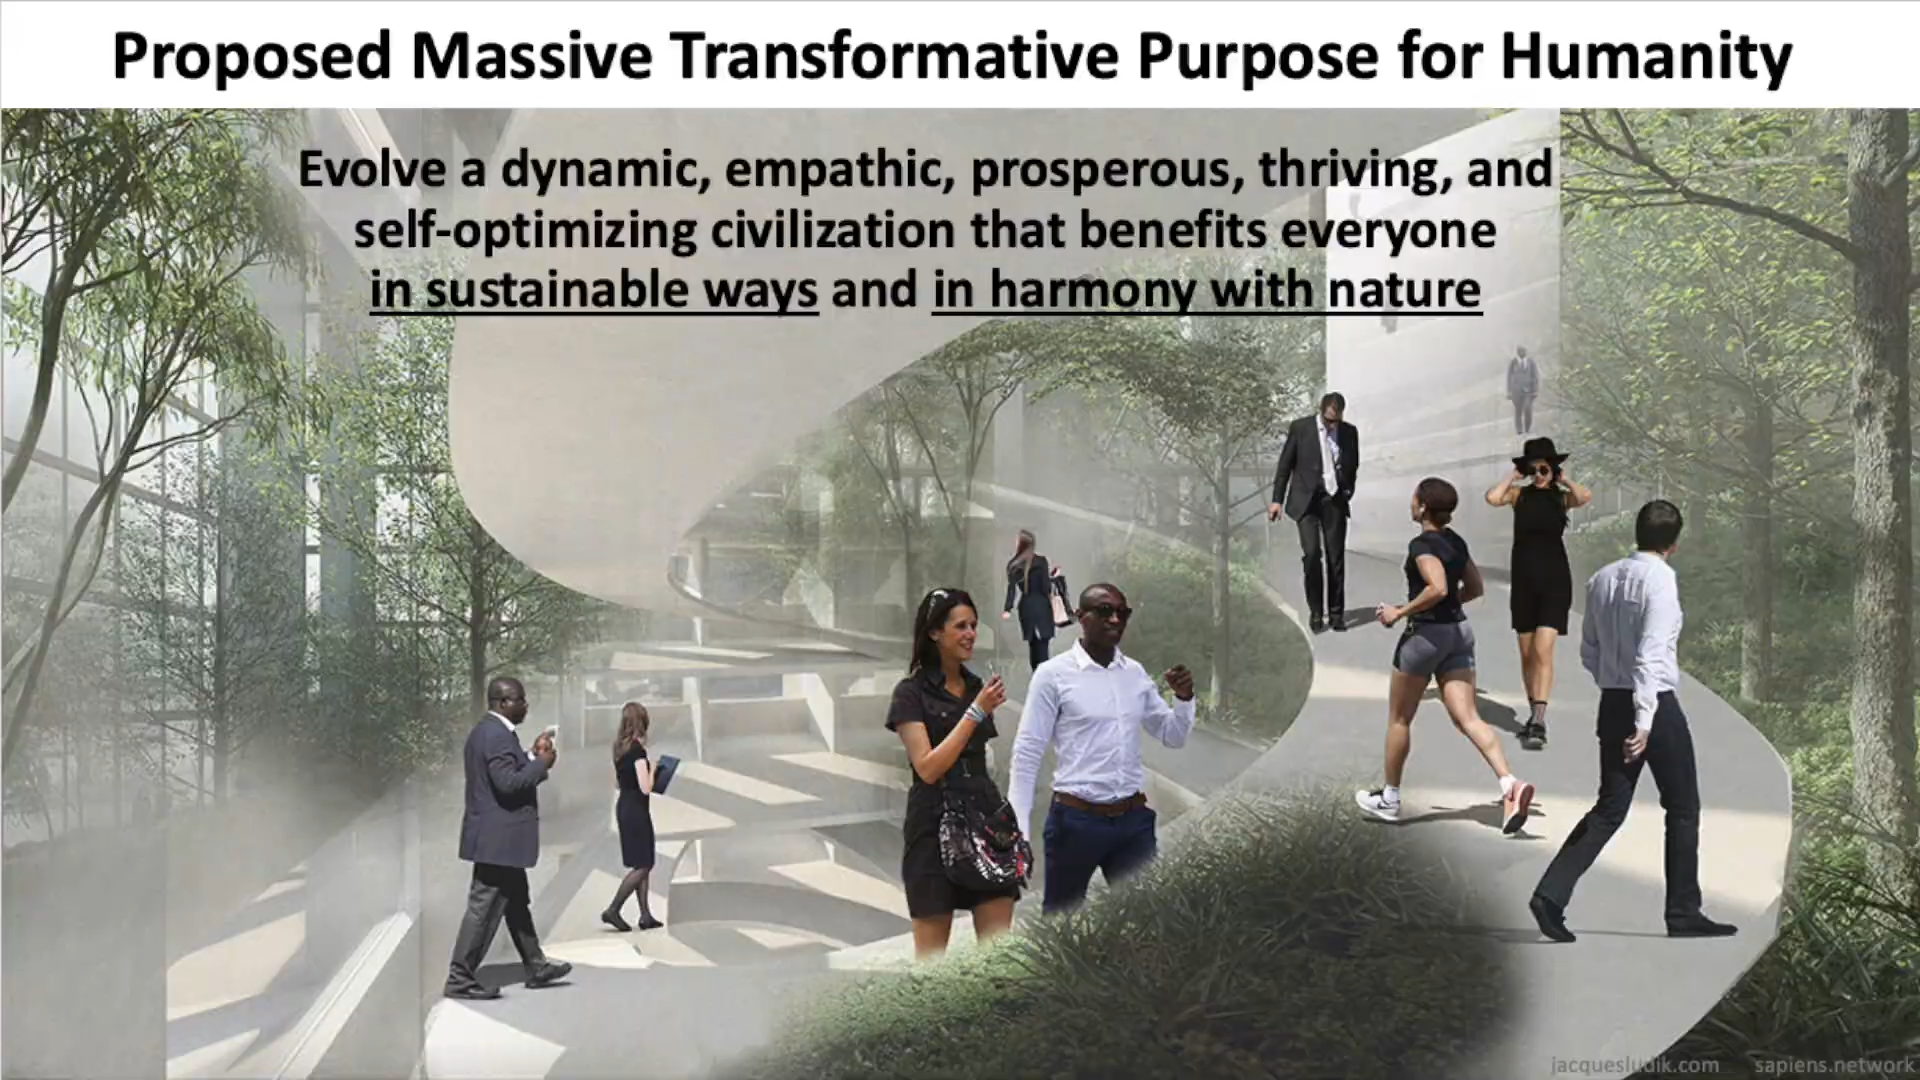 Proposed Massive Transformative Purpose for Humanity
Evolve a dynamic, empathic, prosperous, thriving, and
self-optimizing civilization that benefits everyone
in sustainable ways and in harmony with nature
jacquesludik.com sapiens.network